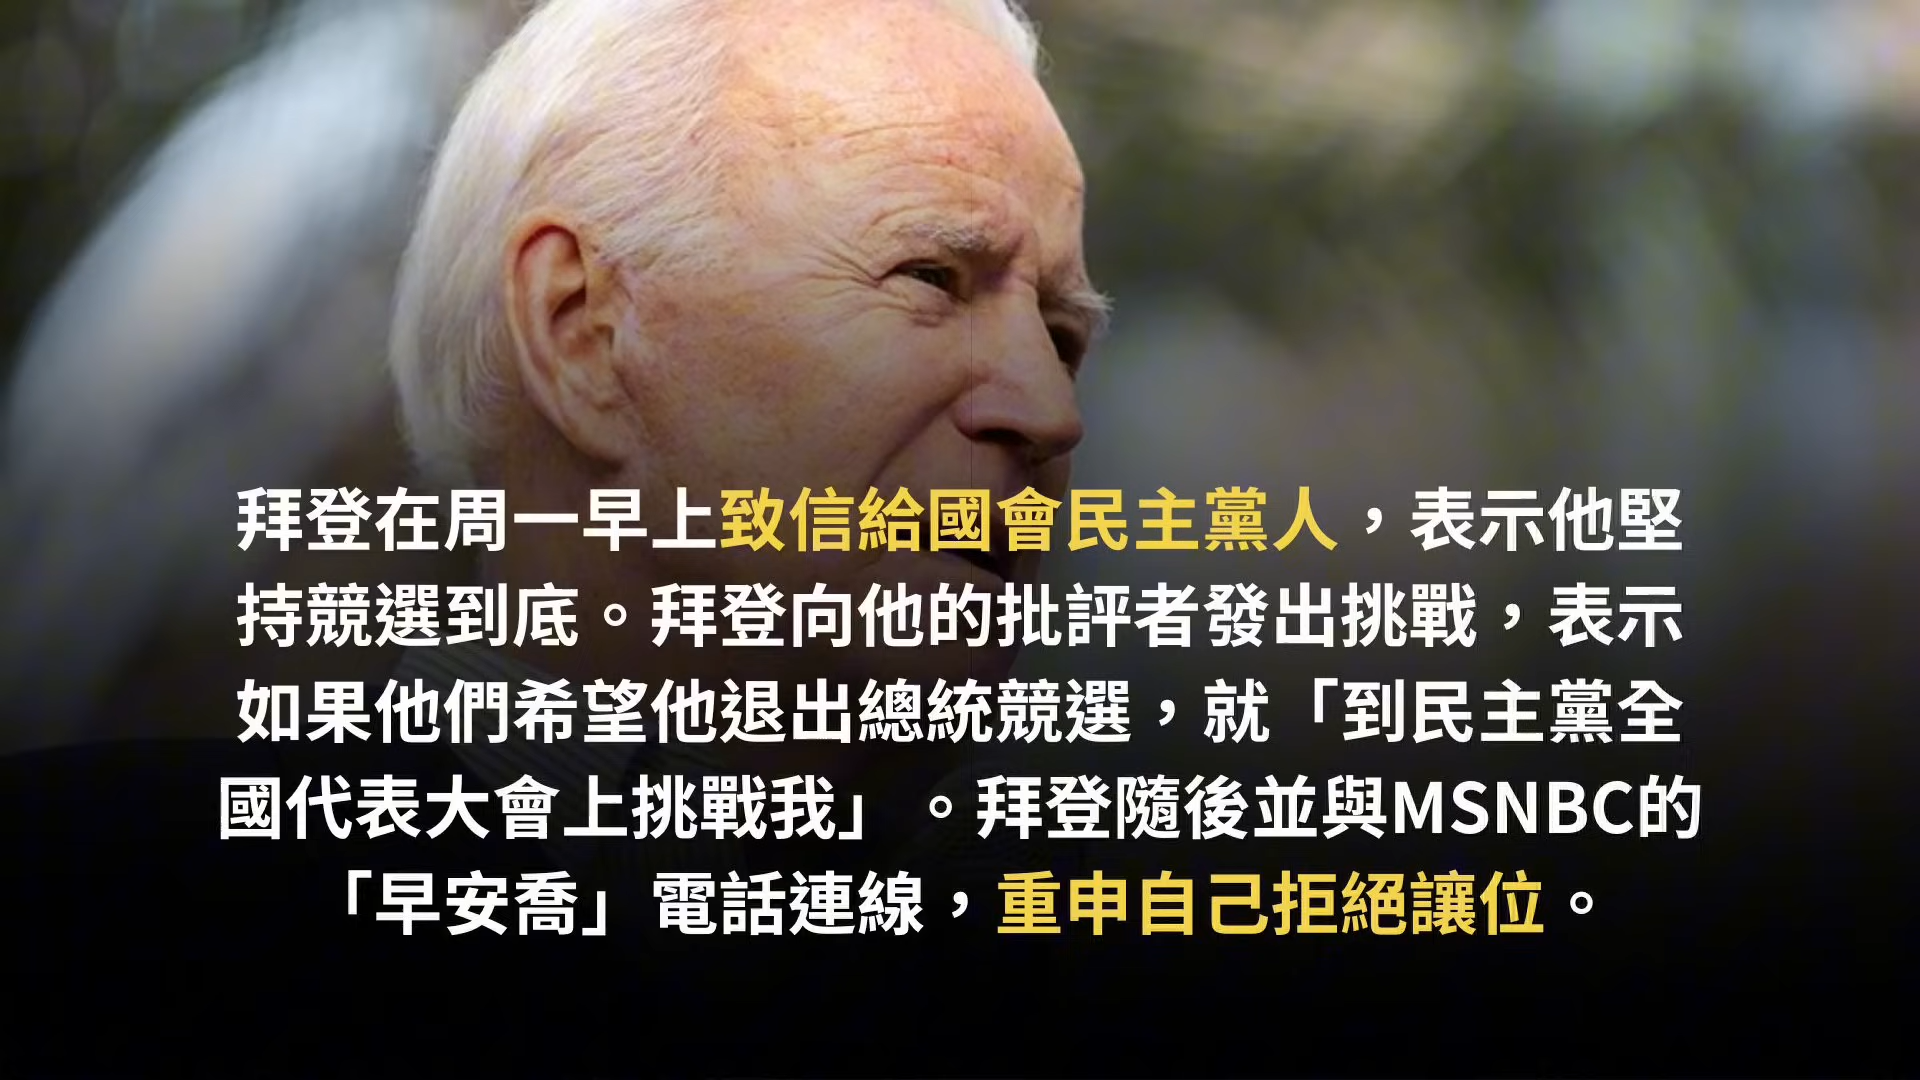 拜登在周一早上致信給國會民主黨人，表示他堅
持競選到底。拜登向他的批評者發出挑戰，表示
如果他們希望他退出總統競選，就「到民主黨全
國代表大會上挑戰我」。拜登隨後並與MSNBC的
「早安喬」電話連線，重申自己拒絕讓位。